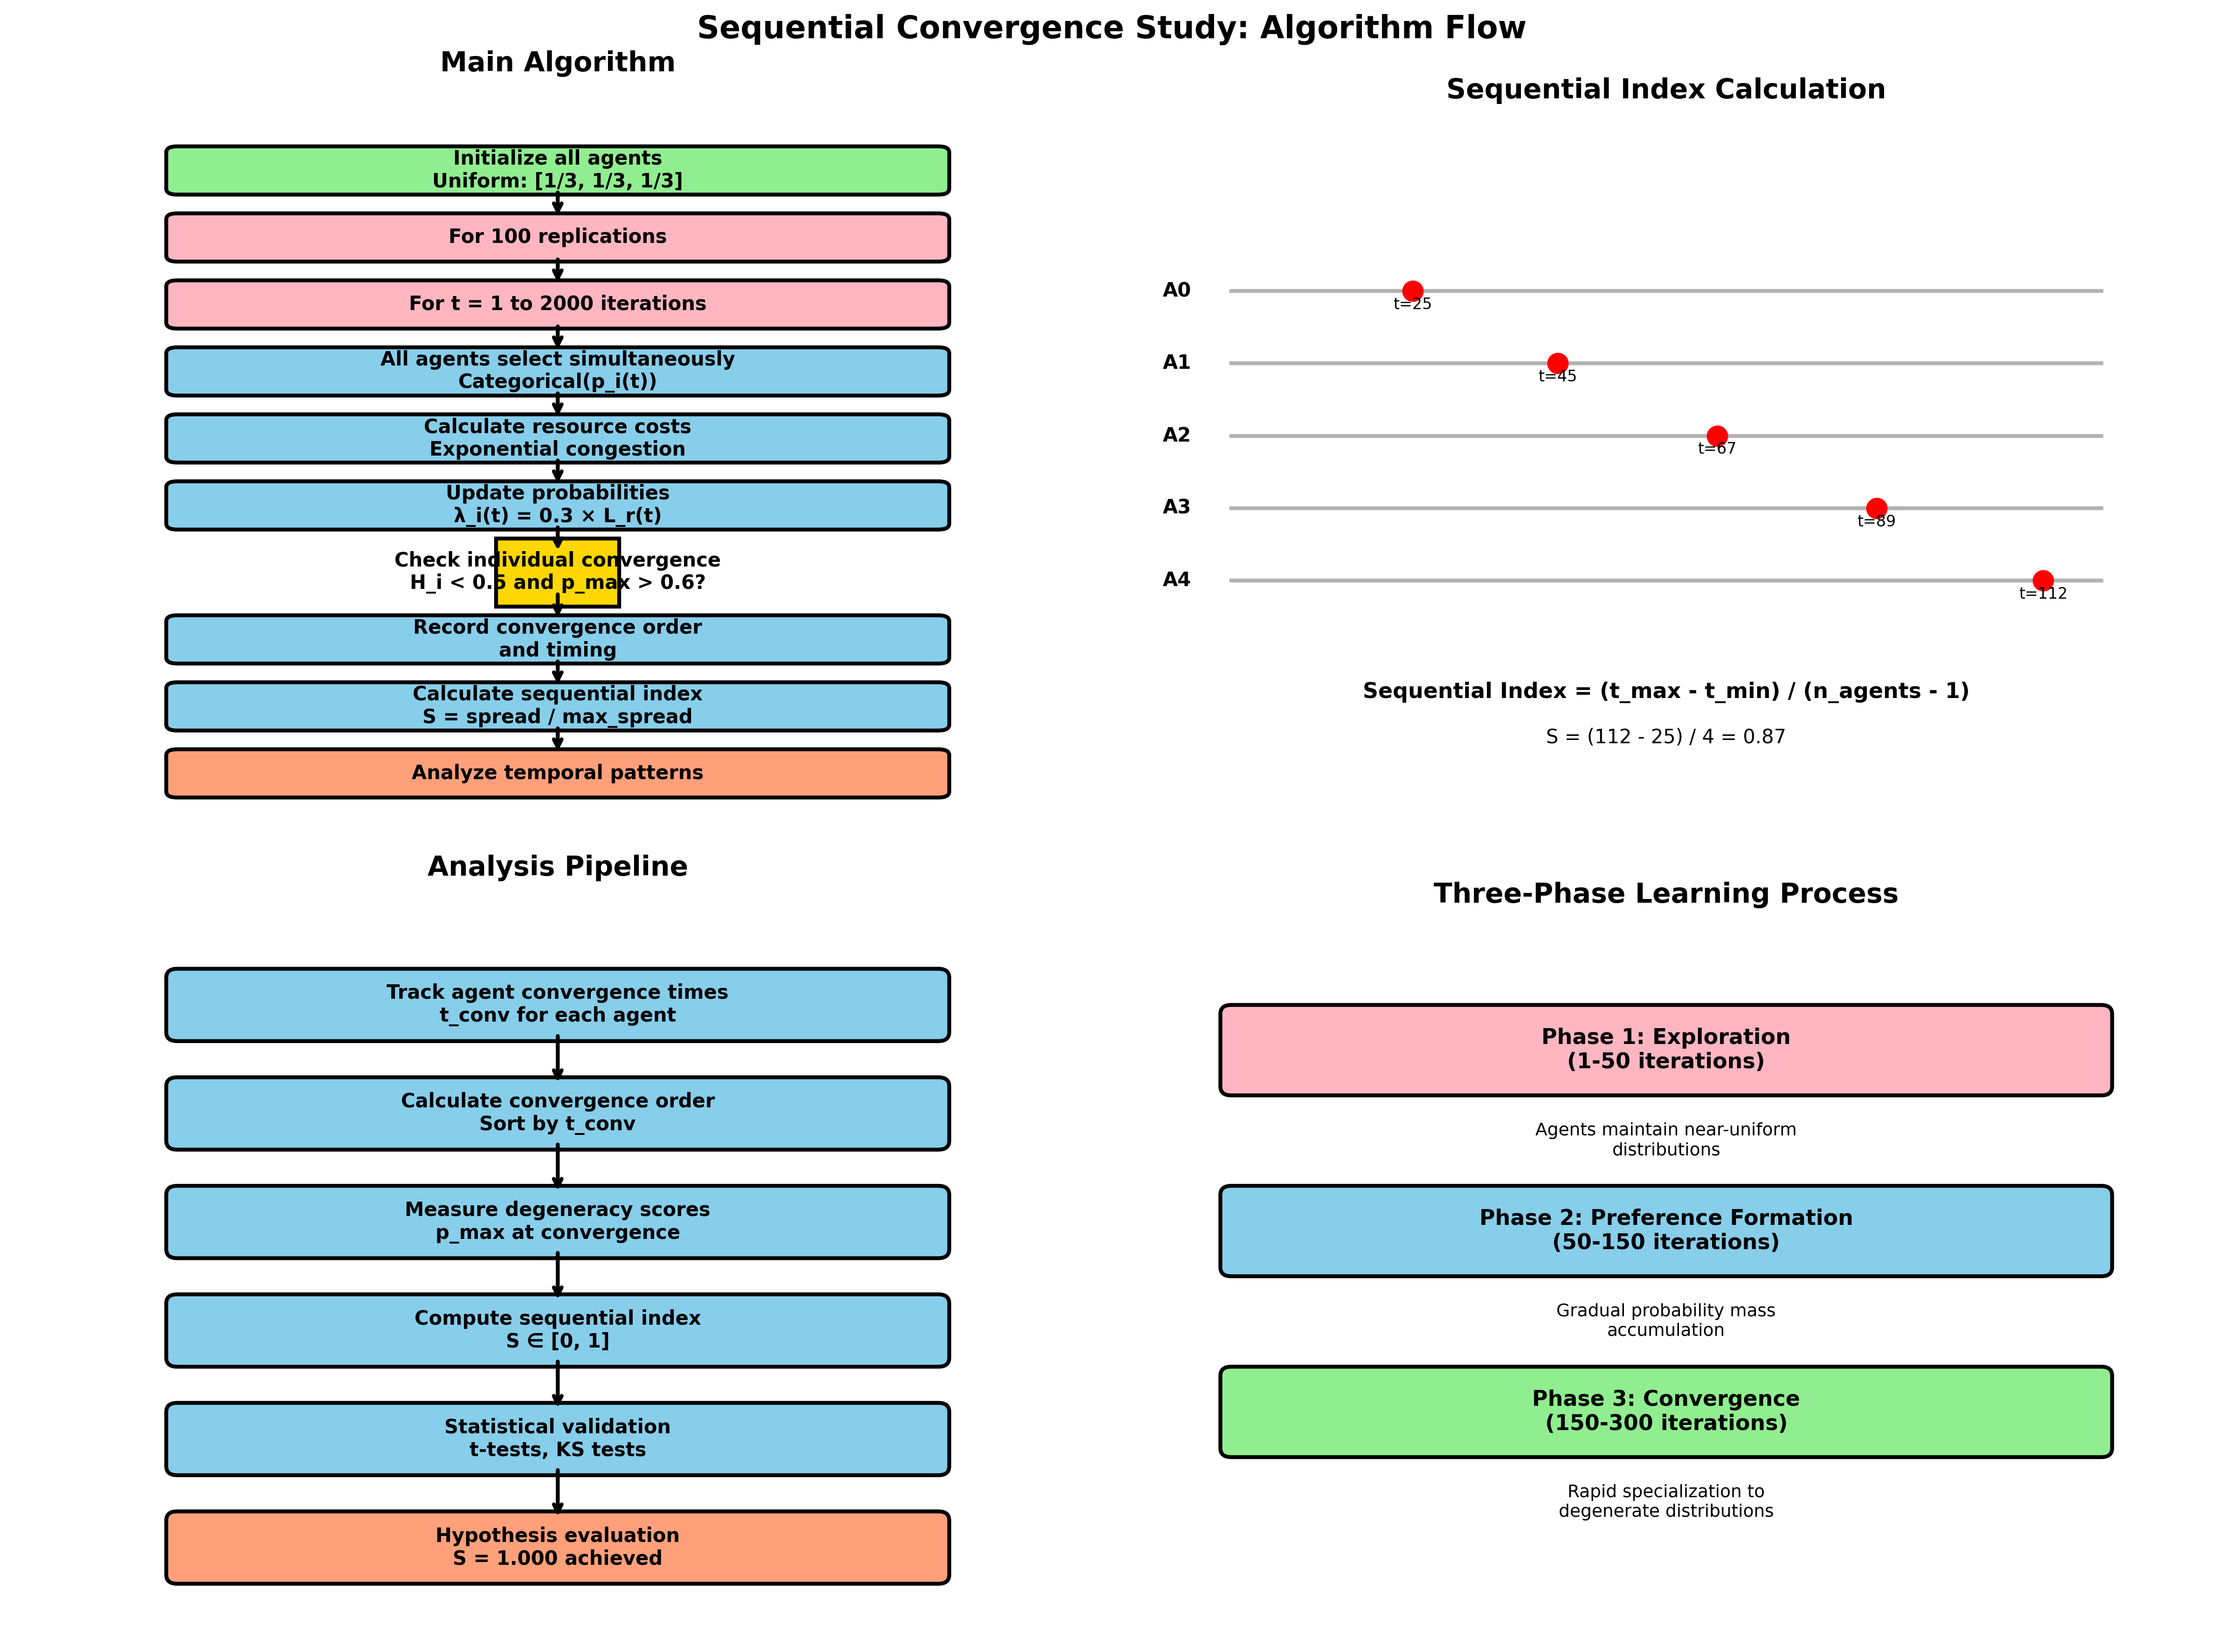 Sequential Convergence Study: Algorithm Flow
Main Algorithm
Initialize all agents
Uniform: [1/3, 1/3, 1/3]
For 100 replications
For t = 1 to 2000 iterations
All agents select simultaneously
Categorical(p_i(t))
Calculate resource costs
Exponential congestion
Update probabilities
λ_i(t) = 0.3 × L_r(t)
Check individual convergence
H_i < 0.5 and p_max > 0.6?
Record convergence order
and timing
Calculate sequential index
S = spread / max_spread
Analyze temporal patterns
Sequential Index Calculation
A0
t=25
A1
t=45
A2
t=67
A3
t=89
A4
t=112
Sequential Index = (t_max - t_min) / (n_agents - 1)
S = (112 - 25) / 4 = 0.87
Analysis Pipeline
Track agent convergence times
t_conv for each agent
Calculate convergence order
Sort by t_conv
Measure degeneracy scores
p_max at convergence
Compute sequential index
S ∈ [0, 1]
Statistical validation
t-tests, KS tests
Hypothesis evaluation
S = 1.000 achieved
Three-Phase Learning Process
Phase 1: Exploration
(1-50 iterations)
Agents maintain near-uniform
distributions
Phase 2: Preference Formation
(50-150 iterations)
Gradual probability mass
accumulation
Phase 3: Convergence
(150-300 iterations)
Rapid specialization to
degenerate distributions